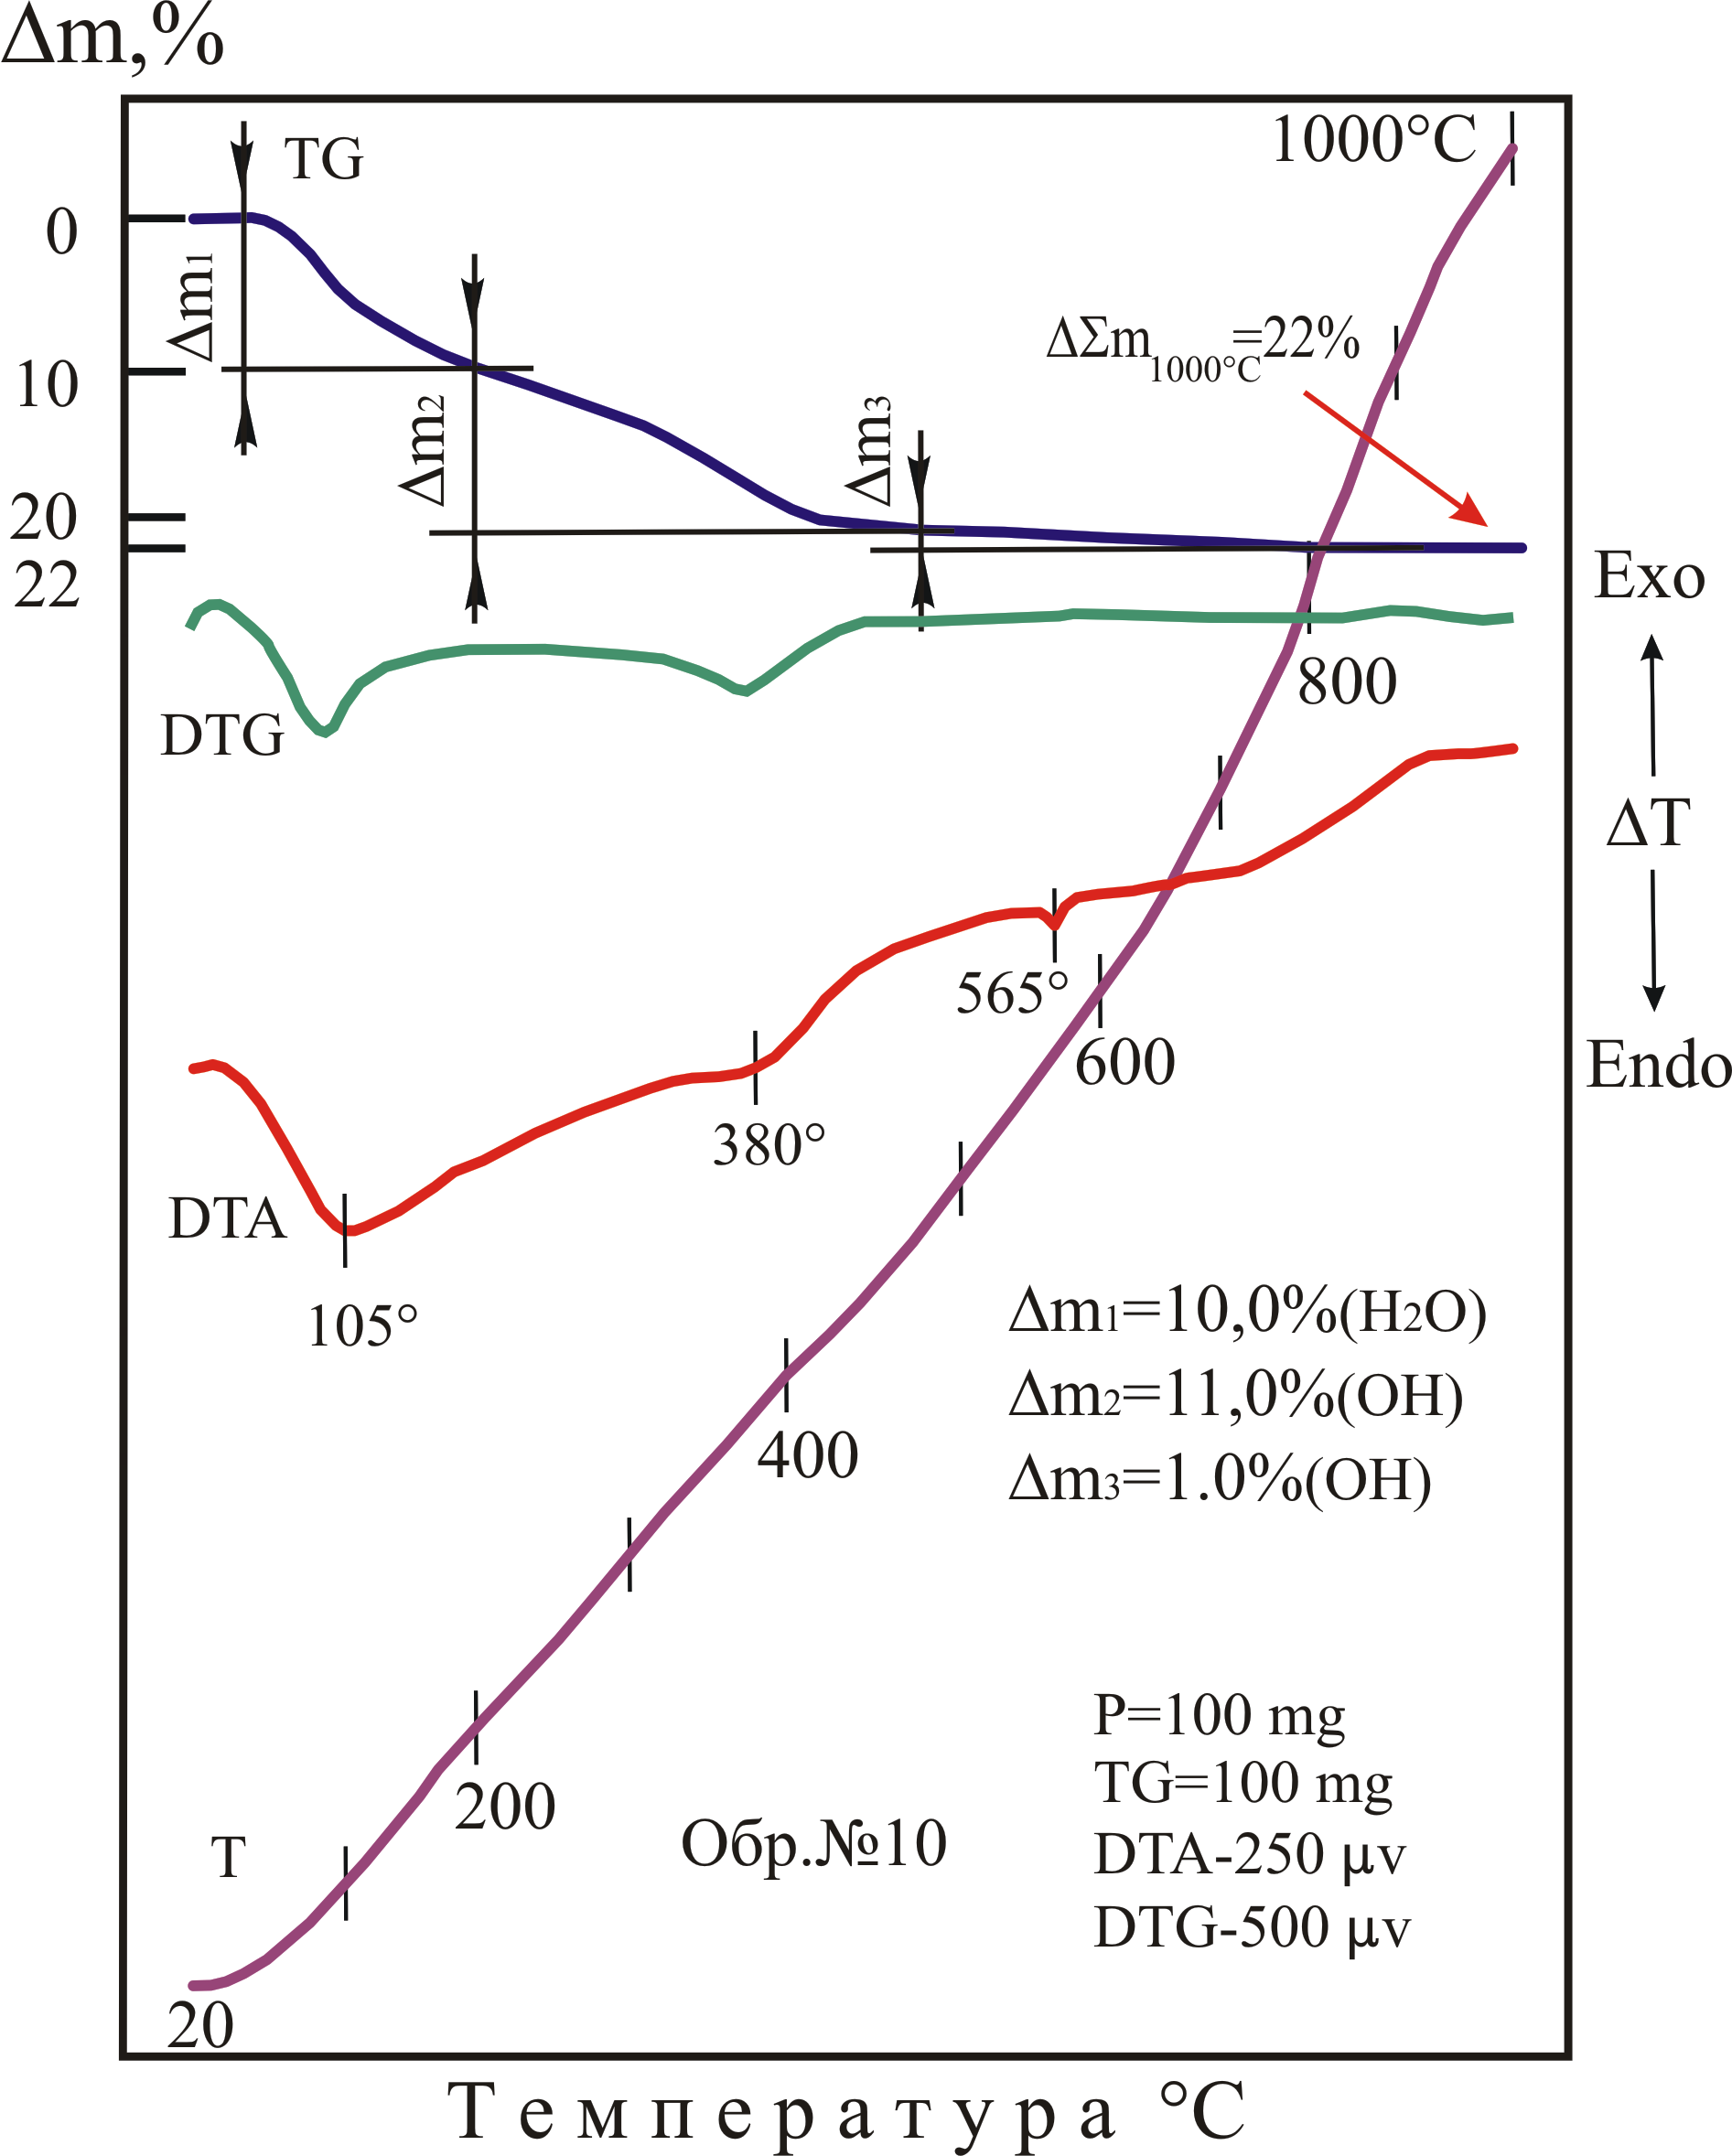 Δm,%
1000°C
TG
0
Δm1
ΔΣm1000°C=22%
10
Δm2
Δm3
20
22
Exo
800
DTG
ΔT
565°
600
Endo
380°
DTA
105°
Δm1=10,0%(H2O)
Δm2=11,0%(OH)
400
Δm3=1.0%(OH)
P=100 mg
TG=100 mg
200
Обр.№10
T
DTA-250 μv
DTG-500 μv
20
Температура °C